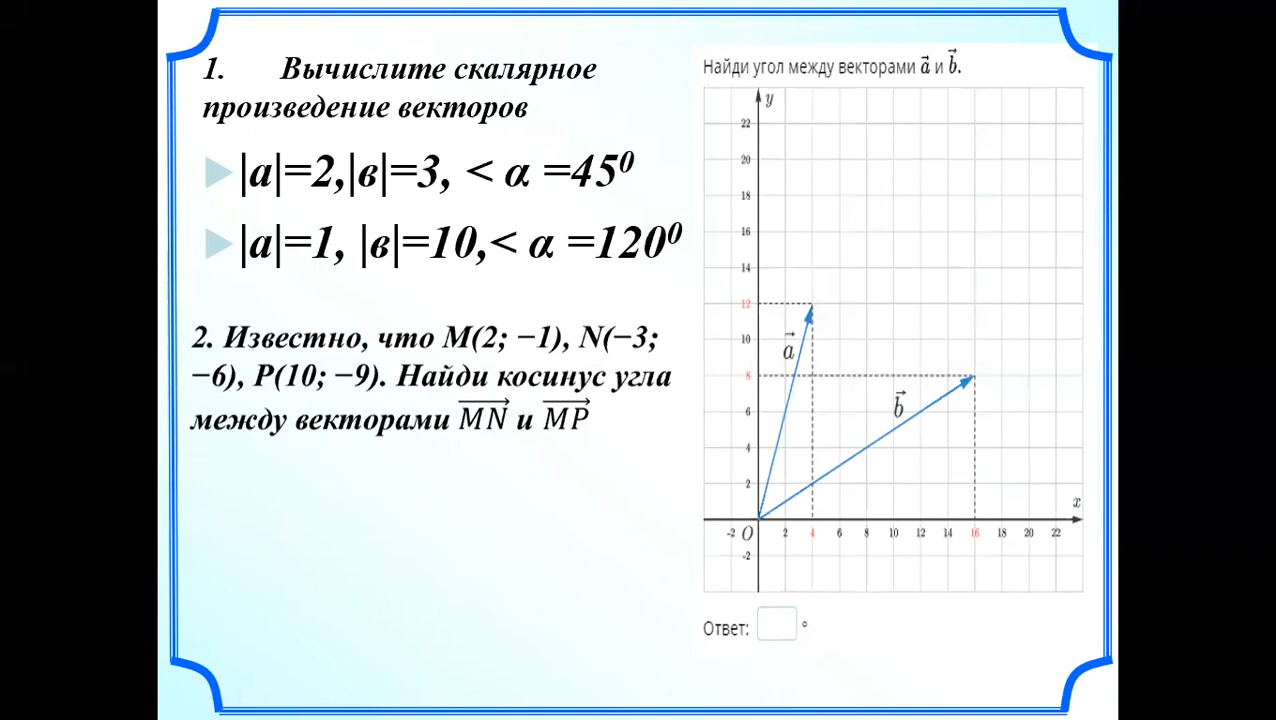 1. Вычислите скалярное
произведение векторов
|а|=2,|в|=3, < α =45⁰
|а|=1, |в|=10,< α =120⁰
2. Известно, что М(2; −1), N(−3;
−6), Р(10; −9). Найди косинус угла
между векторами MN и MP
Найди угол между векторами a и b.
y
22
20
18
16
14
12
10
8
6
4
2
a
b
x
-2 O 2 4 6 8 10 12 14 16 18 20 22
-2
Ответ: °